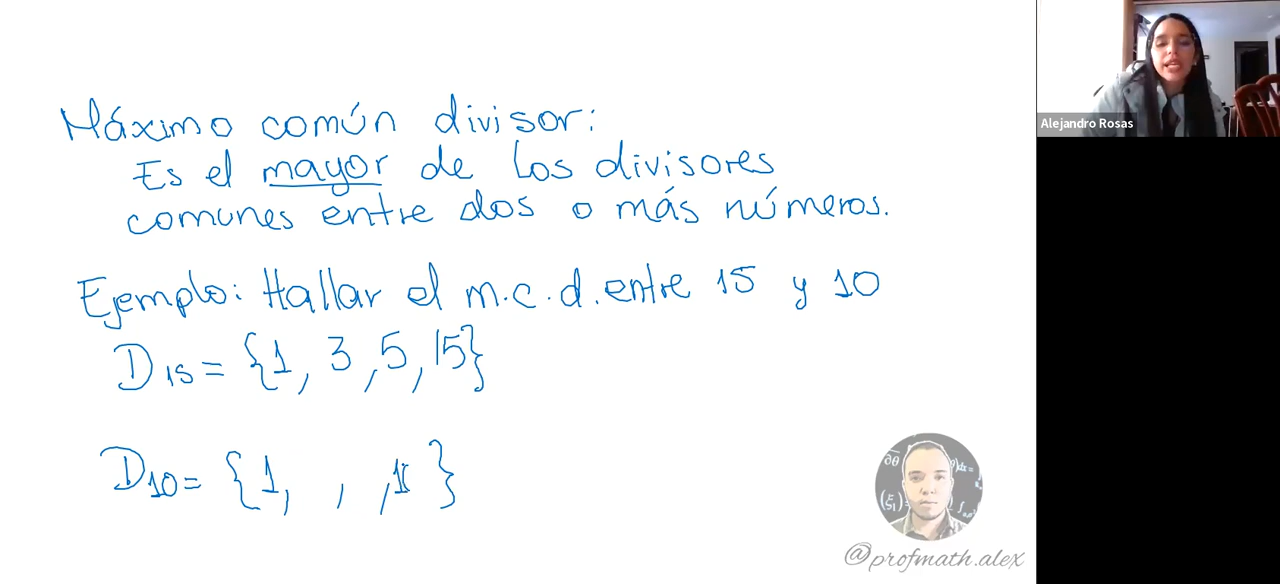 Máximo común divisor:
Es el mayor de los divisores
comunes entre dos o más números.
Ejemplo: Hallar el m.c.d. entre 15 y 10
D15 = {1, 3, 5, 15}
D10 = {1, , , 1 }
Alejandro Rosas
@profmath.alex